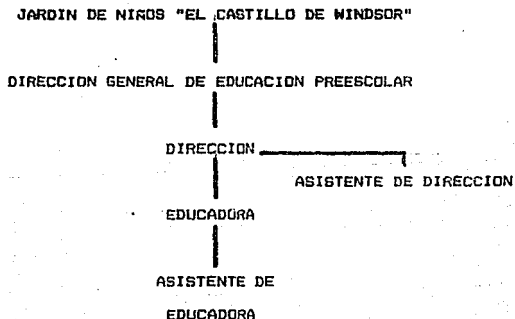 JARDIN DE NIÑOS "EL CASTILLO DE WINDSOR"
DIRECCION GENERAL DE EDUCACION PREESCOLAR
DIRECCION
ASISTENTE DE DIRECCION
EDUCADORA
ASISTENTE DE
EDUCADORA